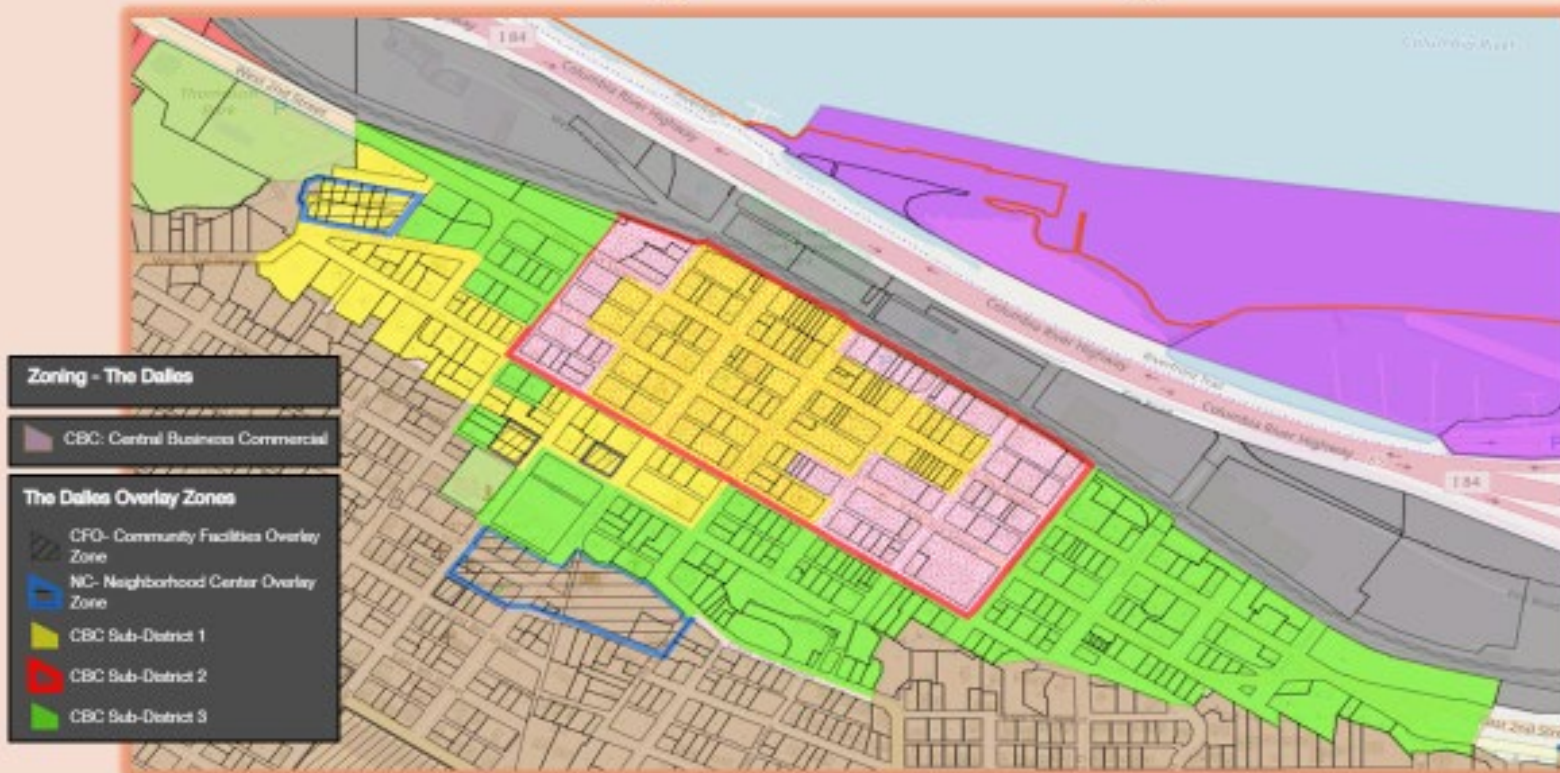 I 84
Columbia River Highway
Columbia River
West 2nd Street
Columbia River Highway
Riverfront Trail
Columbia River Highway
I 84
Zoning - The Dalles
CBC: Central Business Commercial
The Dalles Overlay Zones
CFO- Community Facilities Overlay
Zone
NC- Neighborhood Center Overlay
Zone
CBC Sub-District 1
CBC Sub-District 2
CBC Sub-District 3